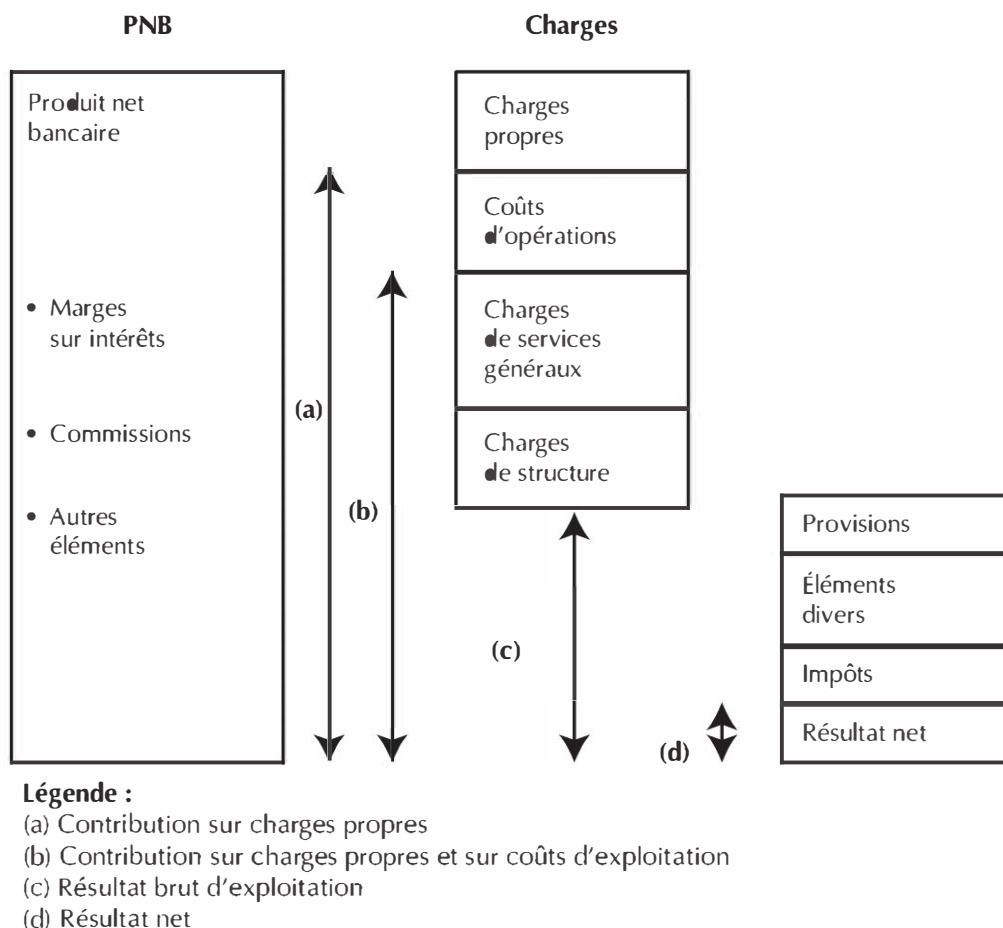 PNB
Charges
Produit net
bancaire
• Marges
sur intérêts
• Commissions
• Autres
éléments
(a)
(b)
Charges
propres
Coûts
d'opérations
Charges
de services
généraux
Charges
de structure
(c)
(d)
Provisions
Éléments
divers
Impôts
Résultat net
Légende :
(a) Contribution sur charges propres
(b) Contribution sur charges propres et sur coûts d'exploitation
(c) Résultat brut d'exploitation
(d) Résultat net